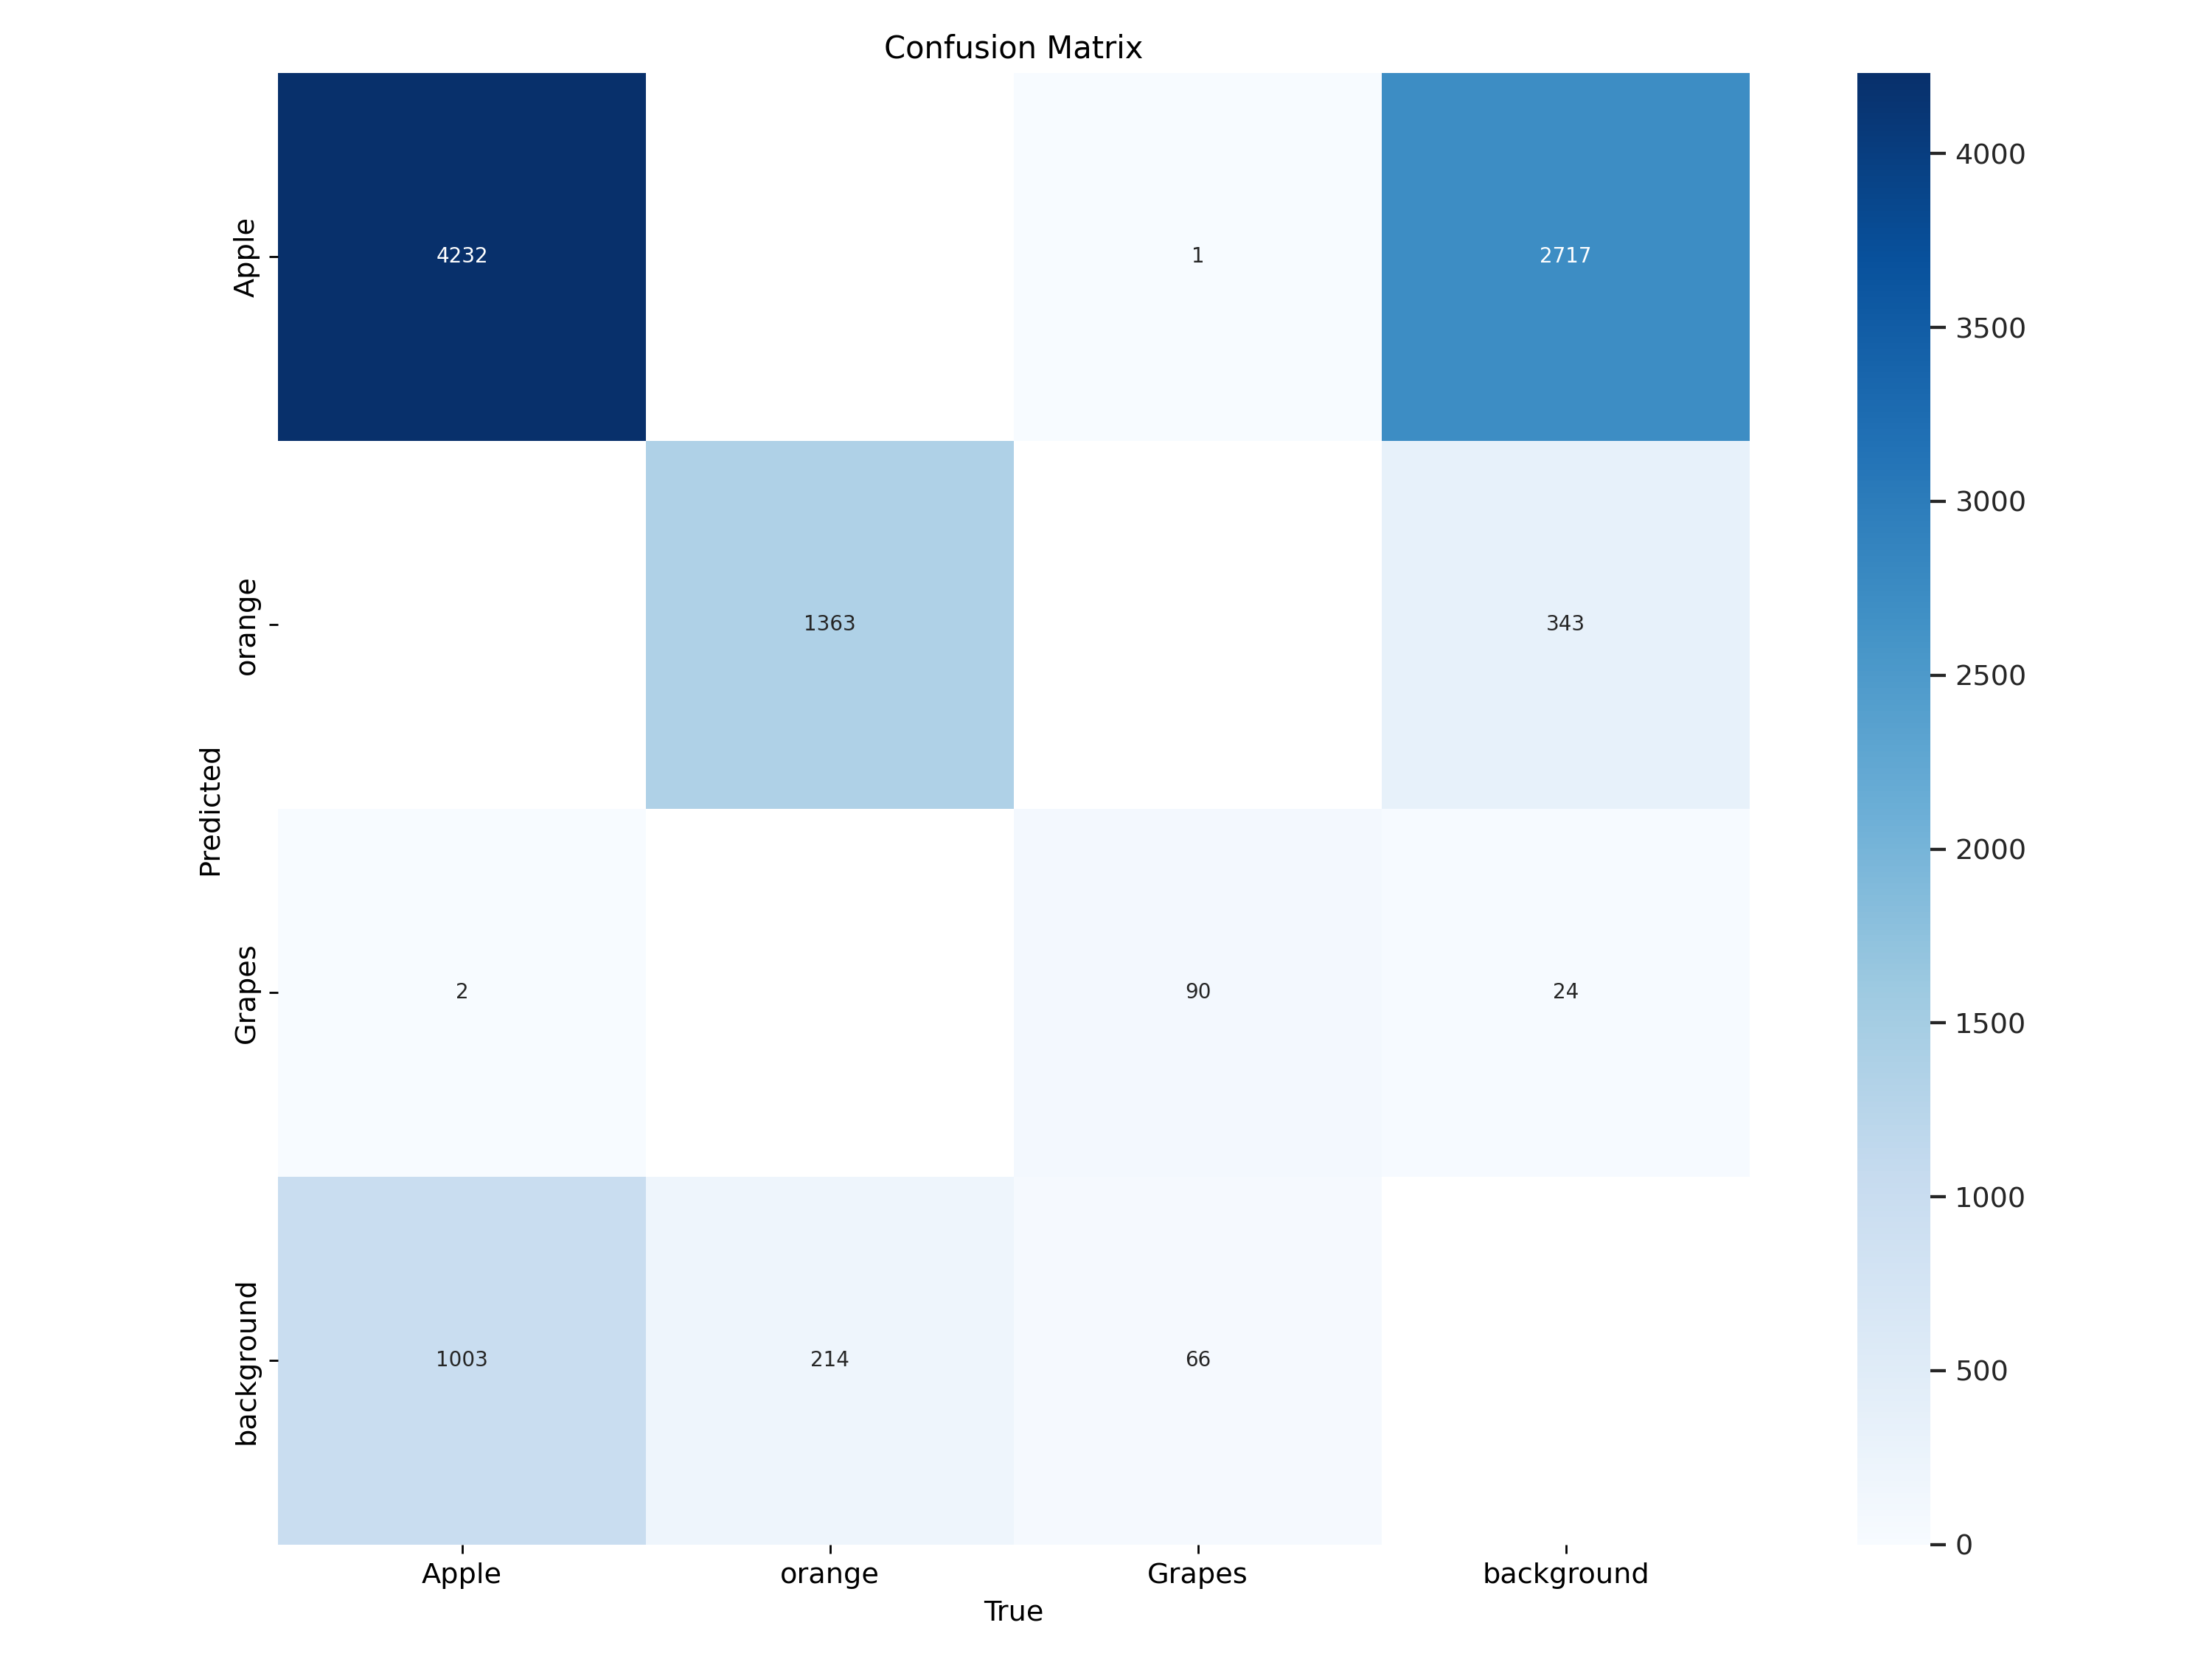 Confusion Matrix
Apple
4232
1
2717
orange
1363
343
Predicted
Grapes
2
90
24
background
1003
214
66
Apple
orange
Grapes
background
True
4000
3500
3000
2500
2000
1500
1000
500
0